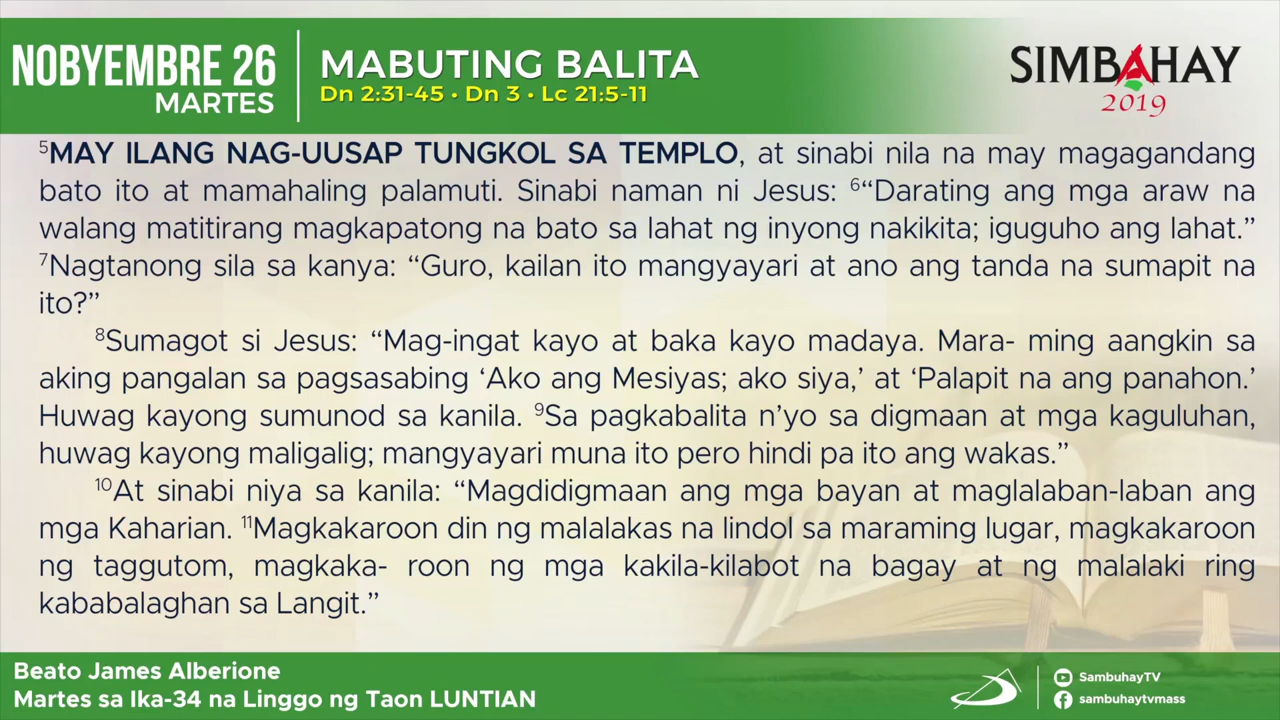 NOBYEMBRE 26
MARTES
MABUTING BALITA
Dn 2:31-45 • Dn 3 • Lc 21:5-11
SIMBAHAY
2019
⁵MAY ILANG NAG-UUSAP TUNGKOL SA TEMPLO, at sinabi nila na may magagandang
bato ito at mamahaling palamuti. Sinabi naman ni Jesus: ⁶“Darating ang mga araw na
walang matitirang magkapatong na bato sa lahat ng inyong nakikita; iguguho ang lahat.”
⁷Nagtanong sila sa kanya: “Guro, kailan ito mangyayari at ano ang tanda na sumapit na
ito?”
⁸Sumagot si Jesus: “Mag-ingat kayo at baka kayo madaya. Mara- ming aangkin sa
aking pangalan sa pagsasabing ‘Ako ang Mesiyas; ako siya,’ at ‘Palapit na ang panahon.’
Huwag kayong sumunod sa kanila. ⁹Sa pagkabalita n’yo sa digmaan at mga kaguluhan,
huwag kayong maligalig; mangyayari muna ito pero hindi pa ito ang wakas.”
¹⁰At sinabi niya sa kanila: “Magdidigmaan ang mga bayan at maglalaban-laban ang
mga Kaharian. ¹¹Magkakaroon din ng malalakas na lindol sa maraming lugar, magkakaroon
ng taggutom, magkaka- roon ng mga kakila-kilabot na bagay at ng malalaki ring
kababalaghan sa Langit.”
Beato James Alberione
Martes sa Ika-34 na Linggo ng Taon LUNTIAN
SambuhayTV
sambuhaytvmass